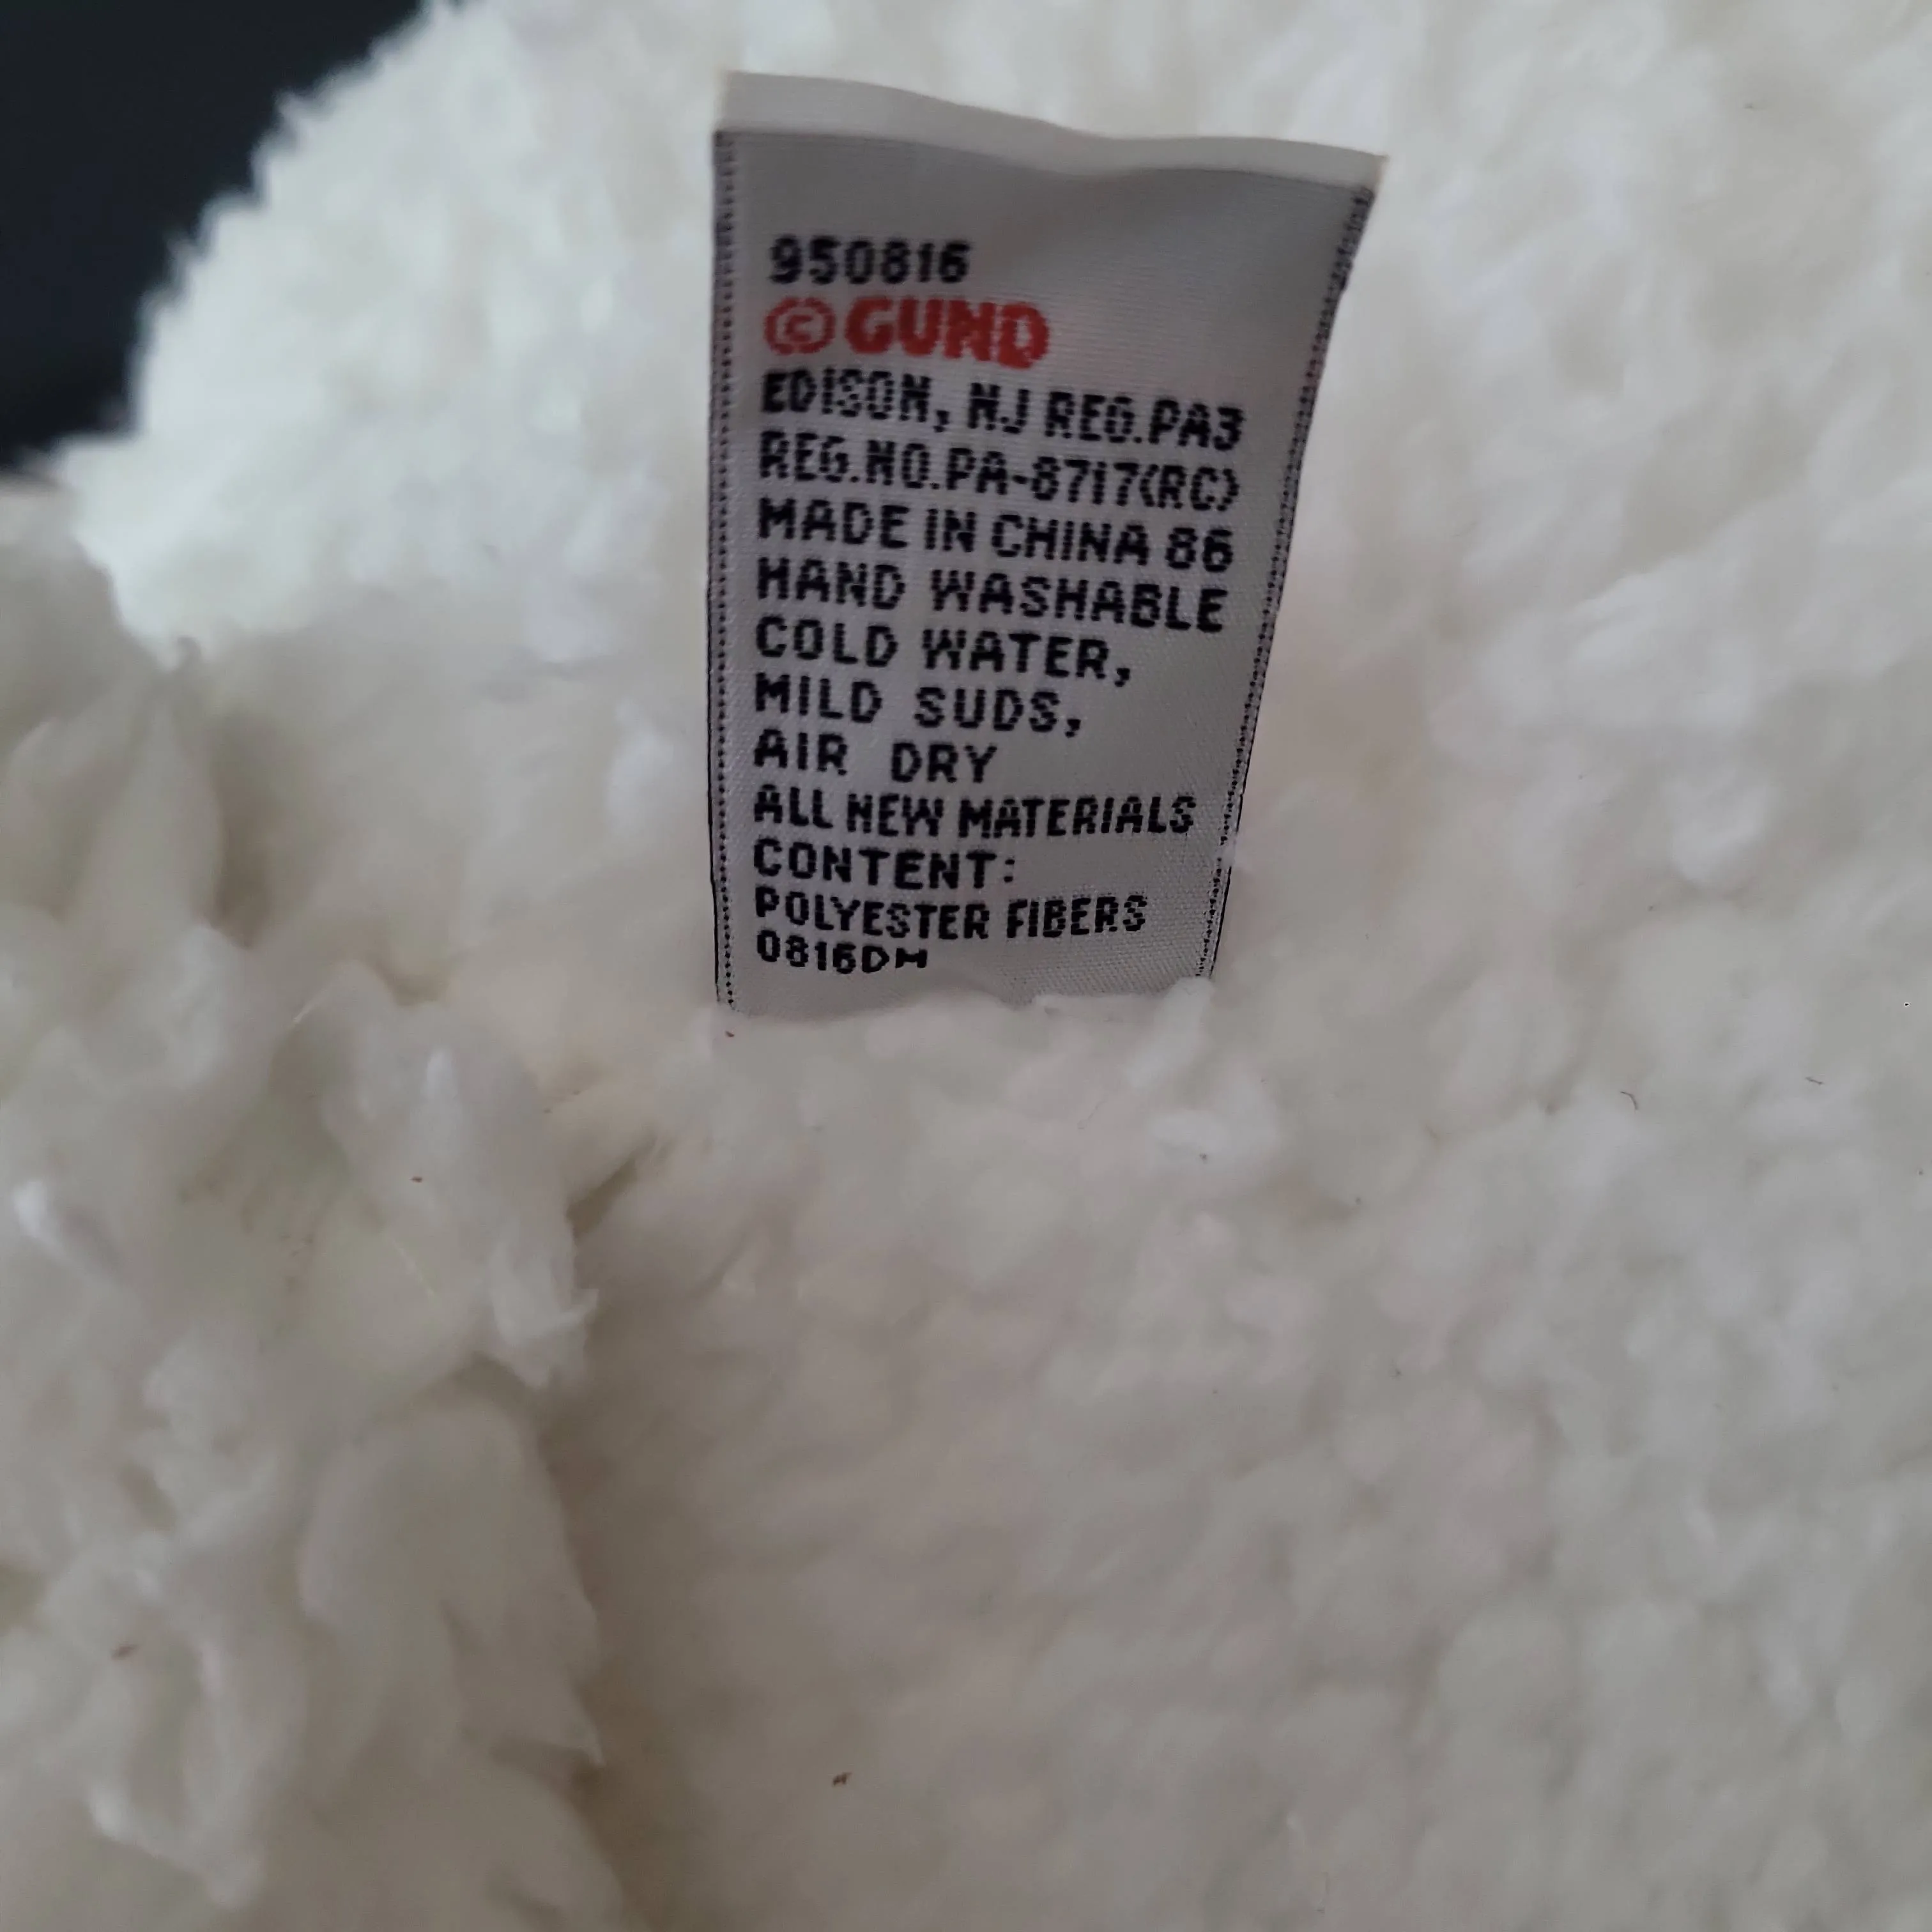 950816
©GUND
EDISON, NJ REG.PA3
REG.NO.PA-8717(RC)
MADE IN CHINA 86
HAND WASHABLE
COLD WATER,
MILD SUDS,
AIR DRY
ALL NEW MATERIALS
CONTENT:
POLYESTER FIBERS
0816DM